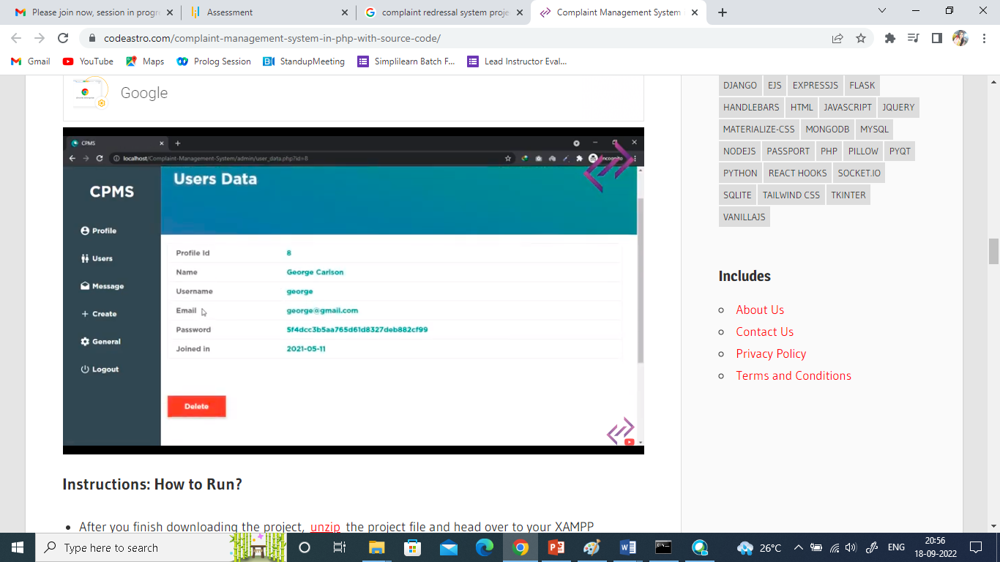 Please join now, session in progr
Assessment
complaint redressal system proje
Complaint Management System i
codeastro.com/complaint-management-system-in-php-with-source-code/
Gmail YouTube Maps Prolog Session StandupMeeting Simplilearn Batch F... Lead Instructor Eval...
Google
CPMS
localhost/Complaint-Management-System/admin/user_data.php?id=8
Incognito
CPMS
Profile
Users
Message
Create
General
Logout
Users Data
Profile Id 8
Name George Carlson
Username george
Email george@gmail.com
Password 5f4dcc3b5aa765d61d8327deb882cf99
Joined in 2021-05-11
Delete
Instructions: How to Run?
After you finish downloading the project, unzip the project file and head over to your XAMPP
DJANGO EJS EXPRESSJS FLASK
HANDLEBARS HTML JAVASCRIPT JQUERY
MATERIALIZE-CSS MONGODB MYSQL
NODEJS PASSPORT PHP PILLOW PYQT
PYTHON REACT HOOKS SOCKET.IO
SQLITE TAILWIND CSS TKINTER
VANILLAJS
Includes
About Us
Contact Us
Privacy Policy
Terms and Conditions
Type here to search
26°C
ENG
20:56
18-09-2022